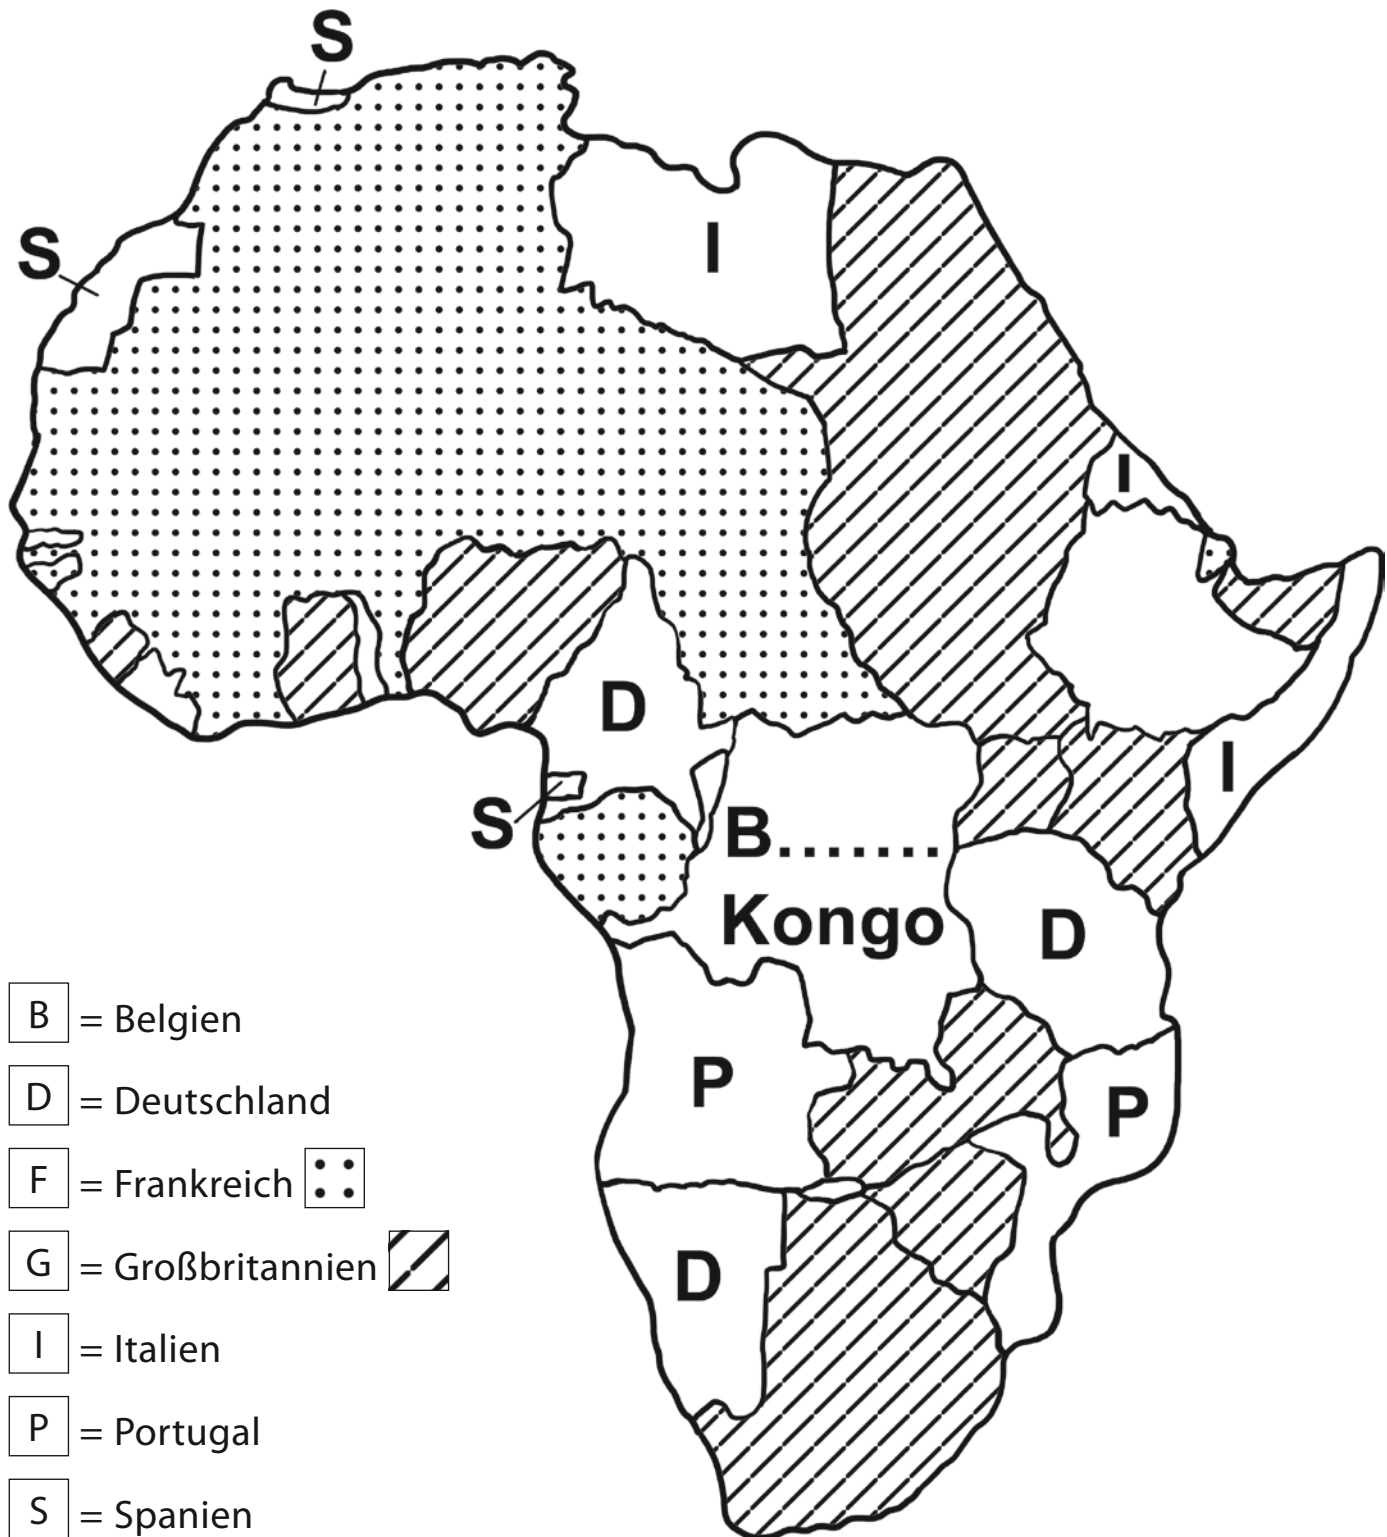 S
S
I
I
D
I
S
B.......
Kongo
D
P
P
D
B = Belgien
D = Deutschland
F = Frankreich
G = Großbritannien
I = Italien
P = Portugal
S = Spanien